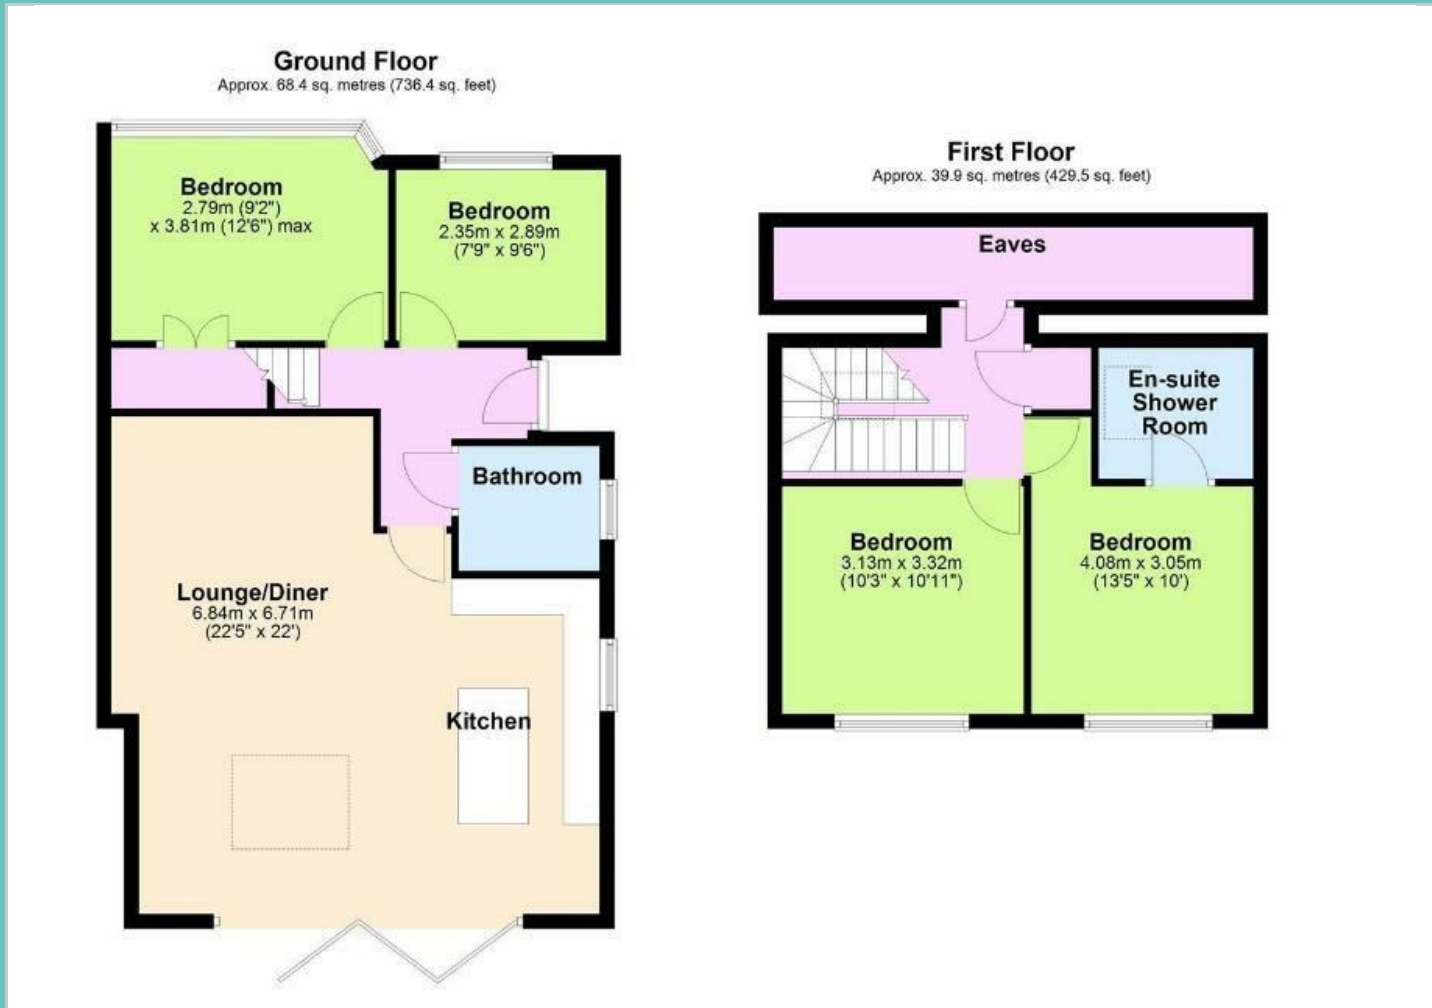 Ground Floor
Approx. 68.4 sq. metres (736.4 sq. feet)
Bedroom
2.79m (9'2")
x 3.81m (12'6") max
Bedroom
2.35m x 2.89m
(7'9" x 9'6")
Bathroom
Lounge/Diner
6.84m x 6.71m
(22'5" x 22')
Kitchen
First Floor
Approx. 39.9 sq. metres (429.5 sq. feet)
Eaves
En-suite
Shower
Room
Bedroom
3.13m x 3.32m
(10'3" x 10'11")
Bedroom
4.08m x 3.05m
(13'5" x 10')